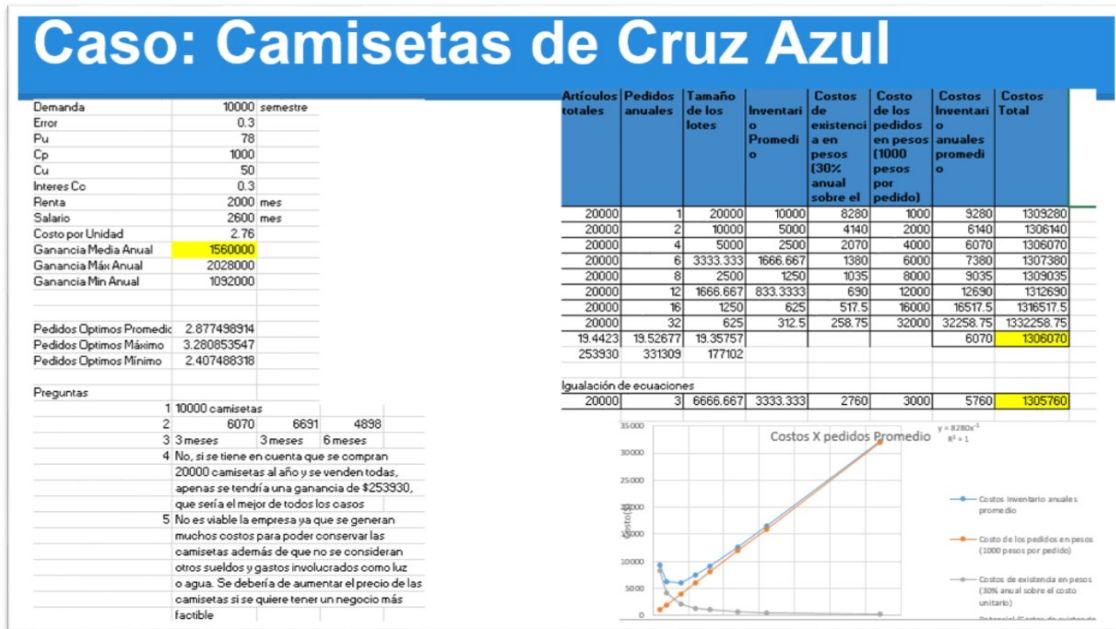 Caso: Camisetas de Cruz Azul
Demanda 10000 semestre
Error 0.3
Pu 78
Cp 1000
Cu 50
Interes Cc 0.3
Renta 2000 mes
Salario 2600 mes
Costo por Unidad 2.76
Ganancia Media Anual 1560000
Ganancia Máx Anual 2028000
Ganancia Min Anual 1092000
Pedidos Optimos Promedic 2.877498914
Pedidos Optimos Máximo 3.280853547
Pedidos Optimos Mínimo 2.407488318
Preguntas
1 10000 camisetas
2 6070 6691 4898
3 3 meses 3 meses 6 meses
4 No, si se tiene en cuenta que se compran
20000 camisetas al año y se venden todas,
apenas se tendría una ganancia de $253930,
que sería el mejor de todos los casos
5 No es viable la empresa ya que se generan
muchos costos para poder conservar las
camisetas además de que no se consideran
otros sueldos y gastos involucrados como luz
o agua. Se debería de aumentar el precio de las
camisetas si se quiere tener un negocio más
factible
Artículos Pedidos Tamaño Costos Costo Costos Costos
totales anuales de los Inventari de de los Inventari Total
lotes o existenci pedidos o
Promedi a en en pesos anuales
o pesos (1000 promedi
(30% pesos o
anual por
sobre el pedido)
20000 1 20000 10000 8280 1000 9280 1309280
20000 2 10000 5000 4140 2000 6140 1306140
20000 4 5000 2500 2070 4000 6070 1306070
20000 6 3333.333 1666.667 1380 6000 7380 1307380
20000 8 2500 1250 1035 8000 9035 1309035
20000 12 1666.667 833.3333 690 12000 12690 1312690
20000 16 1250 625 517.5 16000 16517.5 1316517.5
20000 32 625 312.5 258.75 32000 32258.75 1332258.75
19.4423 19.52677 19.35757 6070 1306070
253930 331309 177102
Igualación de ecuaciones
20000 3 6666.667 3333.333 2760 3000 5760 1305760
Costos X pedidos Promedio
y = 8280x⁻¹
R² = 1
35000
30000
25000
20000
15000
10000
5000
0
Costos Inventario anuales
promedio
Costo de los pedidos en pesos
(1000 pesos por pedido)
Costos de existencia en pesos
(30% anual sobre el costo
unitario)